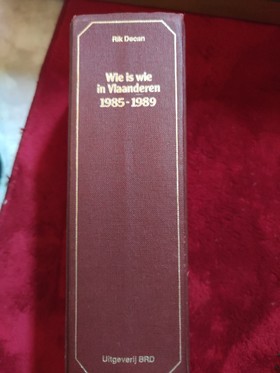 Rik Decan
Wie is wie
in Vlaanderen
1985-1989
Uitgeverij BRD